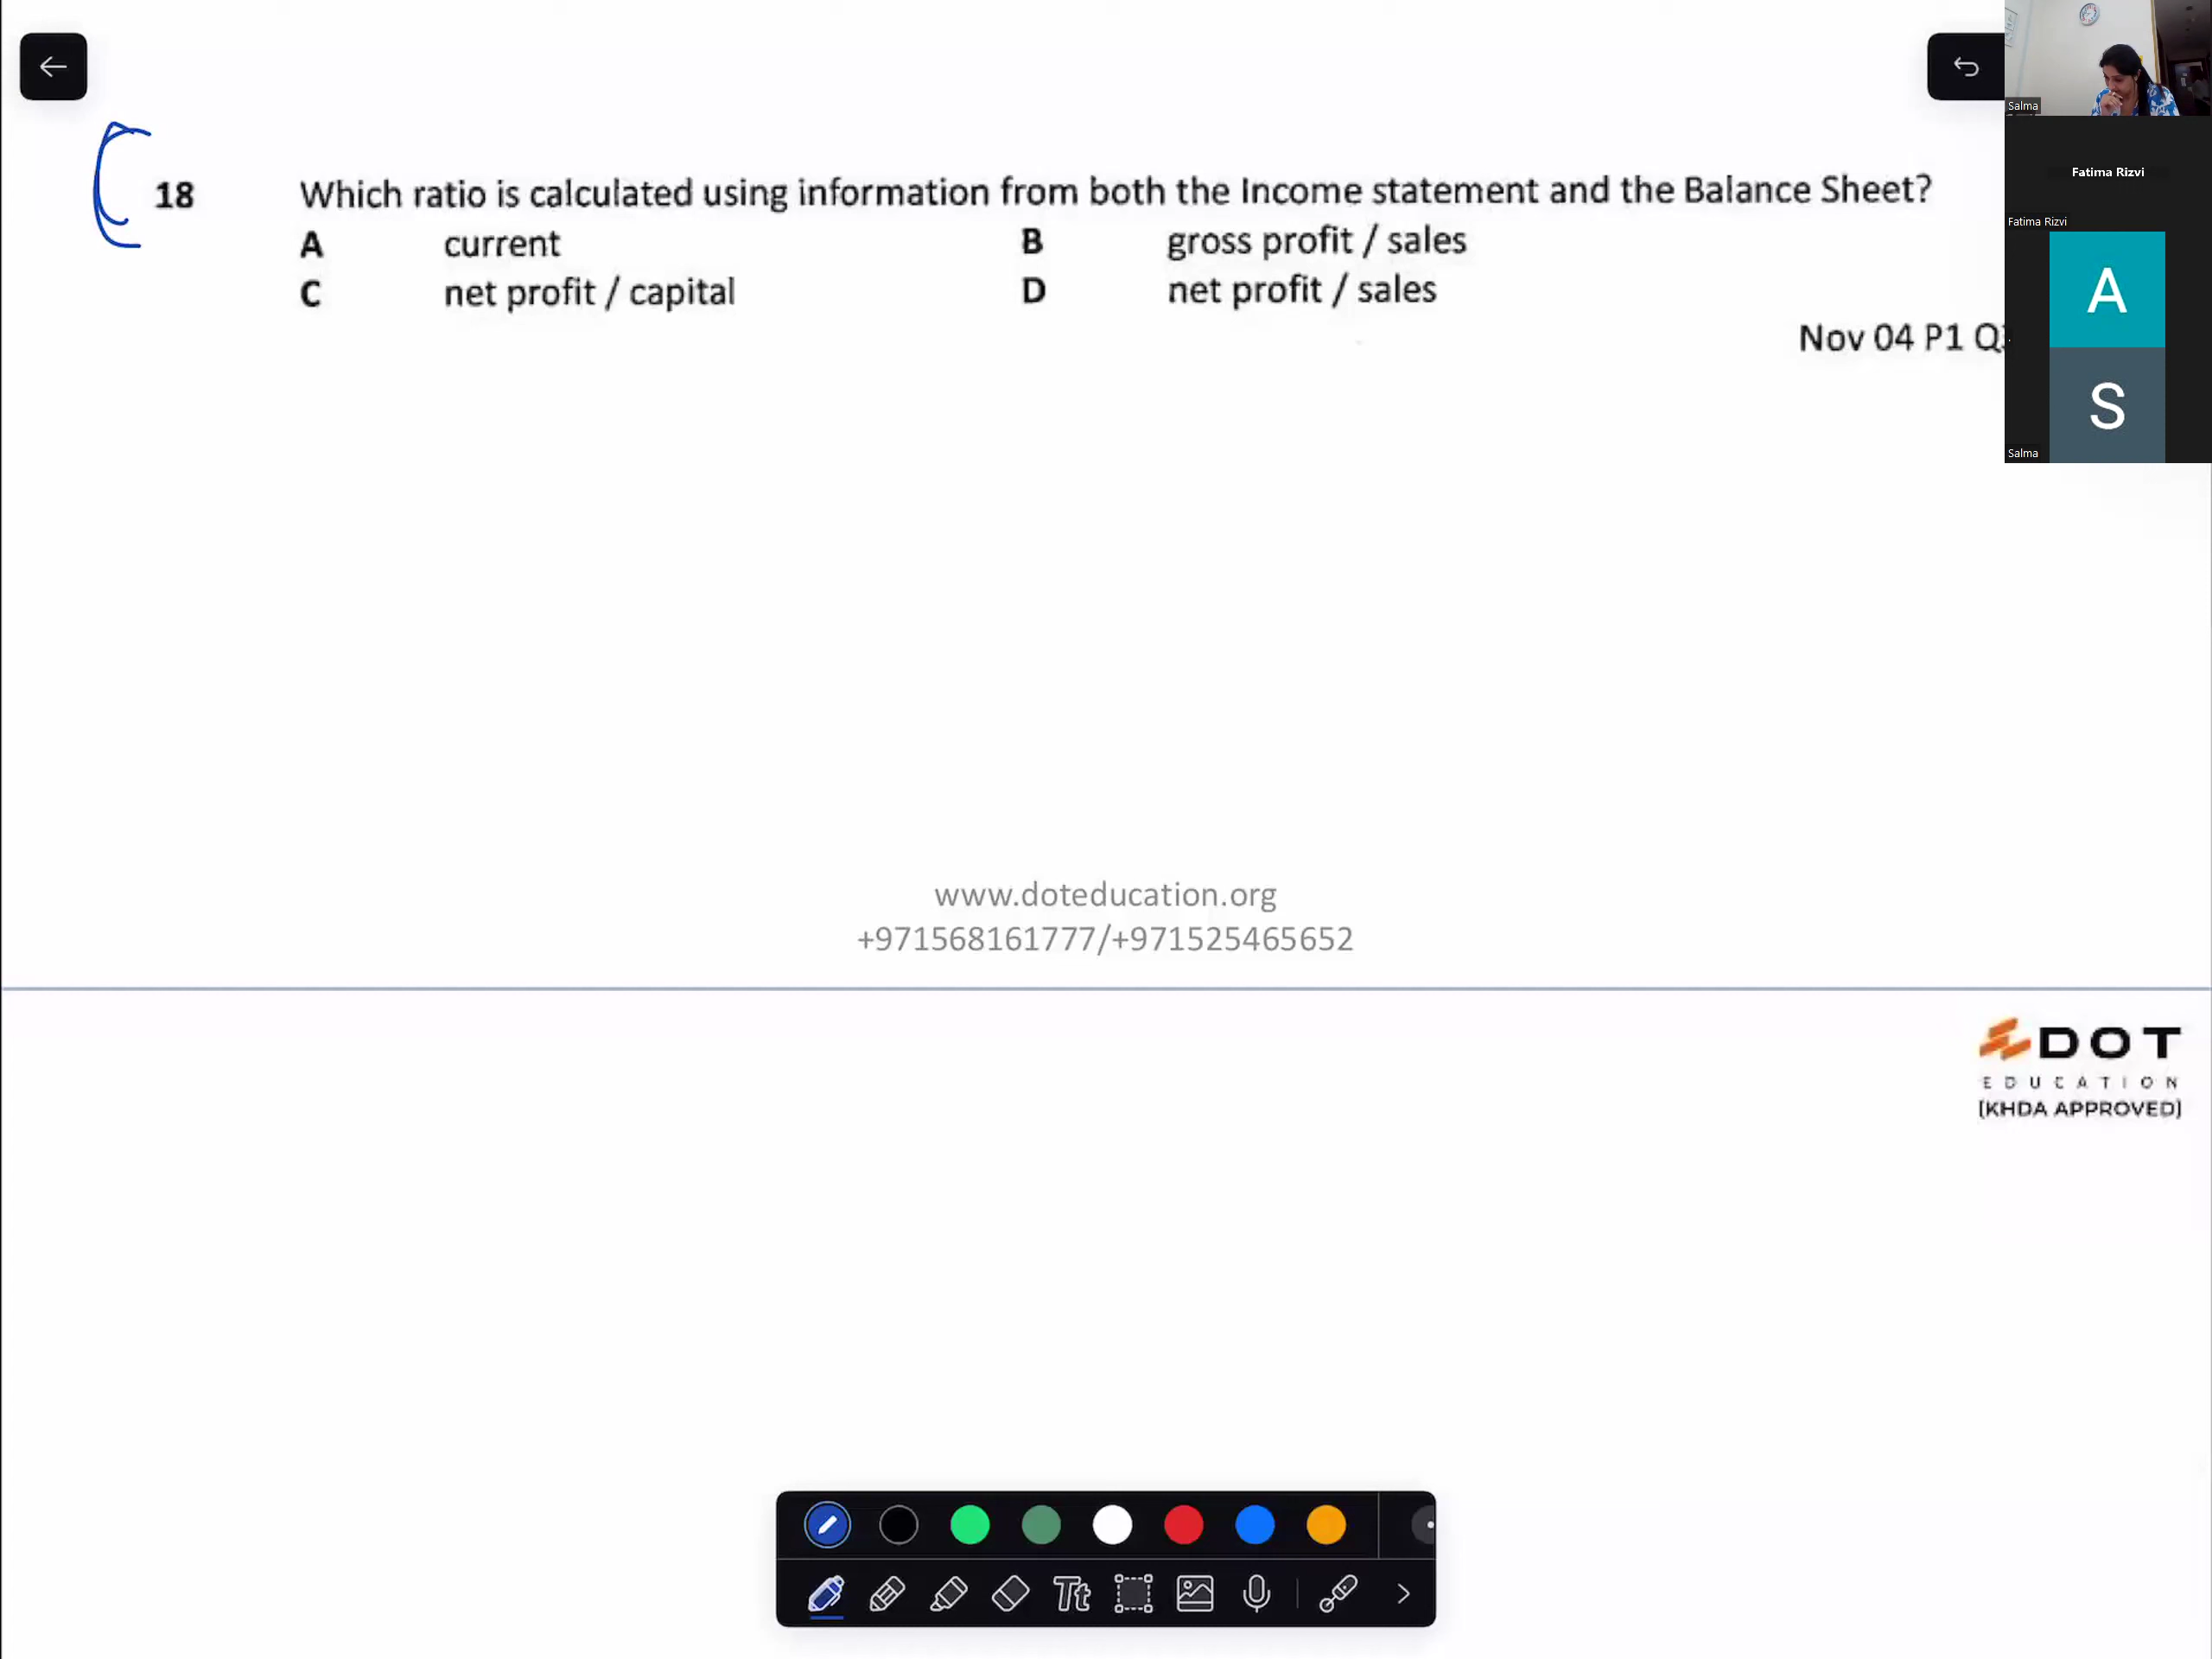 18 Which ratio is calculated using information from both the Income statement and the Balance Sheet?
A current B gross profit / sales
C net profit / capital D net profit / sales
Nov 04 P1
www.doteducation.org
+971568161777/+971525465652
DOT
EDUCATION
(KHDA APPROVED)
Salma
Fatima Rizvi
Fatima Rizvi
A
S
Salma
Tt